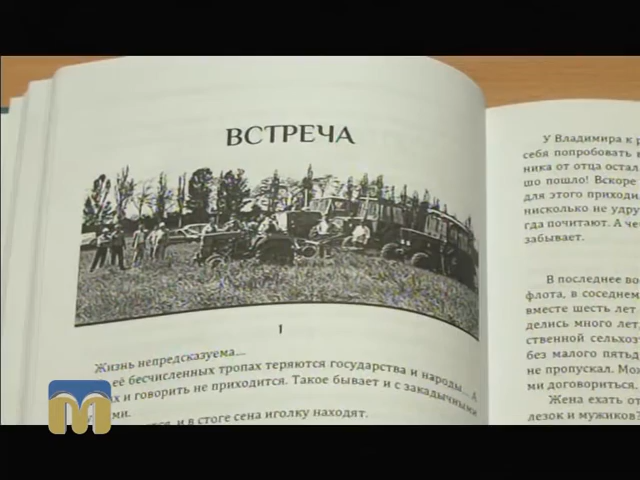 ВСТРЕЧА
1
Жизнь непредсказуема...
её бесчисленных тропах теряются государства и народы... А
и говорить не приходится. Такое бывает и с закадычными
и в стоге сена иголку находят.
У Владимира к
себя попробовать
ника от отца остал
шо пошло! Вскоре
для этого приходил
нисколько не удру
гда почитают. А че
забывает.
В последнее во
флота, в соседнем
вместе шесть лет
делись много лет
ственной сельхоз
без малого пятьд
не пропускал. Мож
ми договориться.
Жена ехать от
лезок и мужиков?